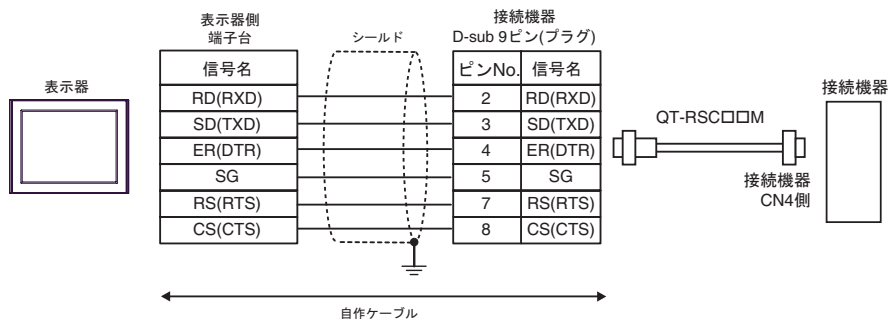 表示器
表示器側
端子台
信号名
RD(RXD)
SD(TXD)
ER(DTR)
SG
RS(RTS)
CS(CTS)
シールド
接続機器
D-sub 9ピン(プラグ)
ピンNo. 信号名
2 RD(RXD)
3 SD(TXD)
4 ER(DTR)
5 SG
7 RS(RTS)
8 CS(CTS)
QT-RSC□□M
接続機器
CN4側
接続機器
自作ケーブル